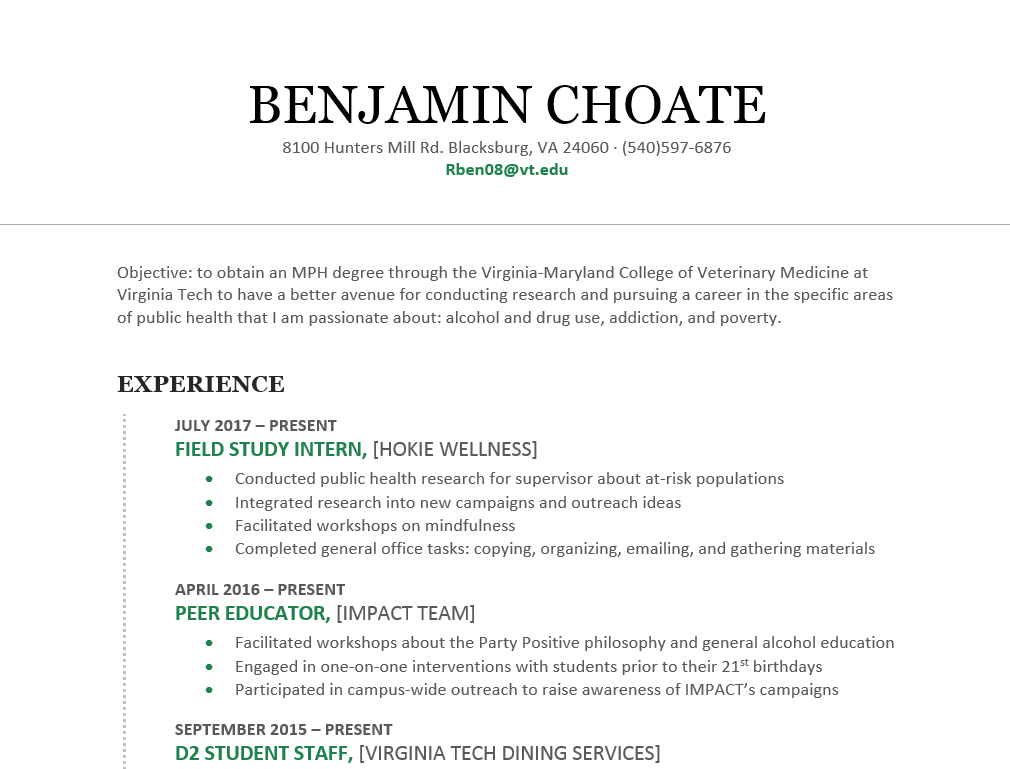 BENJAMIN CHOATE
8100 Hunters Mill Rd. Blacksburg, VA 24060 · (540)597-6876
Rben08@vt.edu
Objective: to obtain an MPH degree through the Virginia-Maryland College of Veterinary Medicine at
Virginia Tech to have a better avenue for conducting research and pursuing a career in the specific areas
of public health that I am passionate about: alcohol and drug use, addiction, and poverty.
EXPERIENCE
JULY 2017 – PRESENT
FIELD STUDY INTERN, [HOKIE WELLNESS]
• Conducted public health research for supervisor about at-risk populations
• Integrated research into new campaigns and outreach ideas
• Facilitated workshops on mindfulness
• Completed general office tasks: copying, organizing, emailing, and gathering materials
APRIL 2016 – PRESENT
PEER EDUCATOR, [IMPACT TEAM]
• Facilitated workshops about the Party Positive philosophy and general alcohol education
• Engaged in one-on-one interventions with students prior to their 21st birthdays
• Participated in campus-wide outreach to raise awareness of IMPACT’s campaigns
SEPTEMBER 2015 – PRESENT
D2 STUDENT STAFF, [VIRGINIA TECH DINING SERVICES]